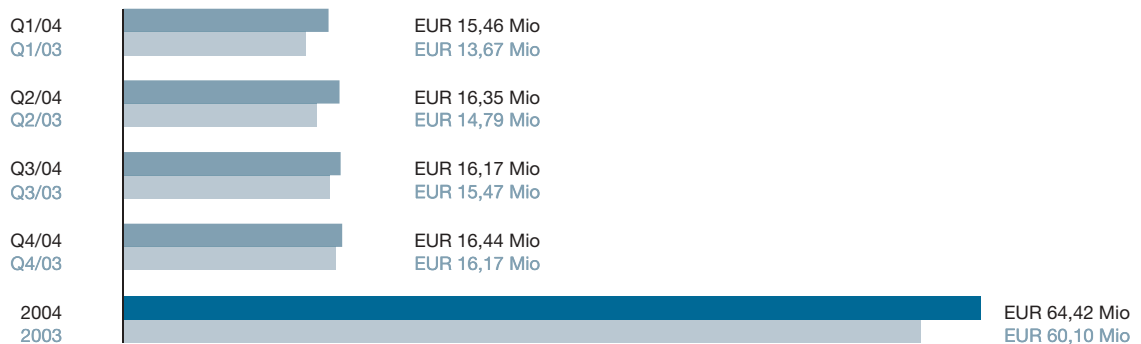 Q1/04 EUR 15,46 Mio
Q1/03 EUR 13,67 Mio
Q2/04 EUR 16,35 Mio
Q2/03 EUR 14,79 Mio
Q3/04 EUR 16,17 Mio
Q3/03 EUR 15,47 Mio
Q4/04 EUR 16,44 Mio
Q4/03 EUR 16,17 Mio
2004 EUR 64,42 Mio
2003 EUR 60,10 Mio